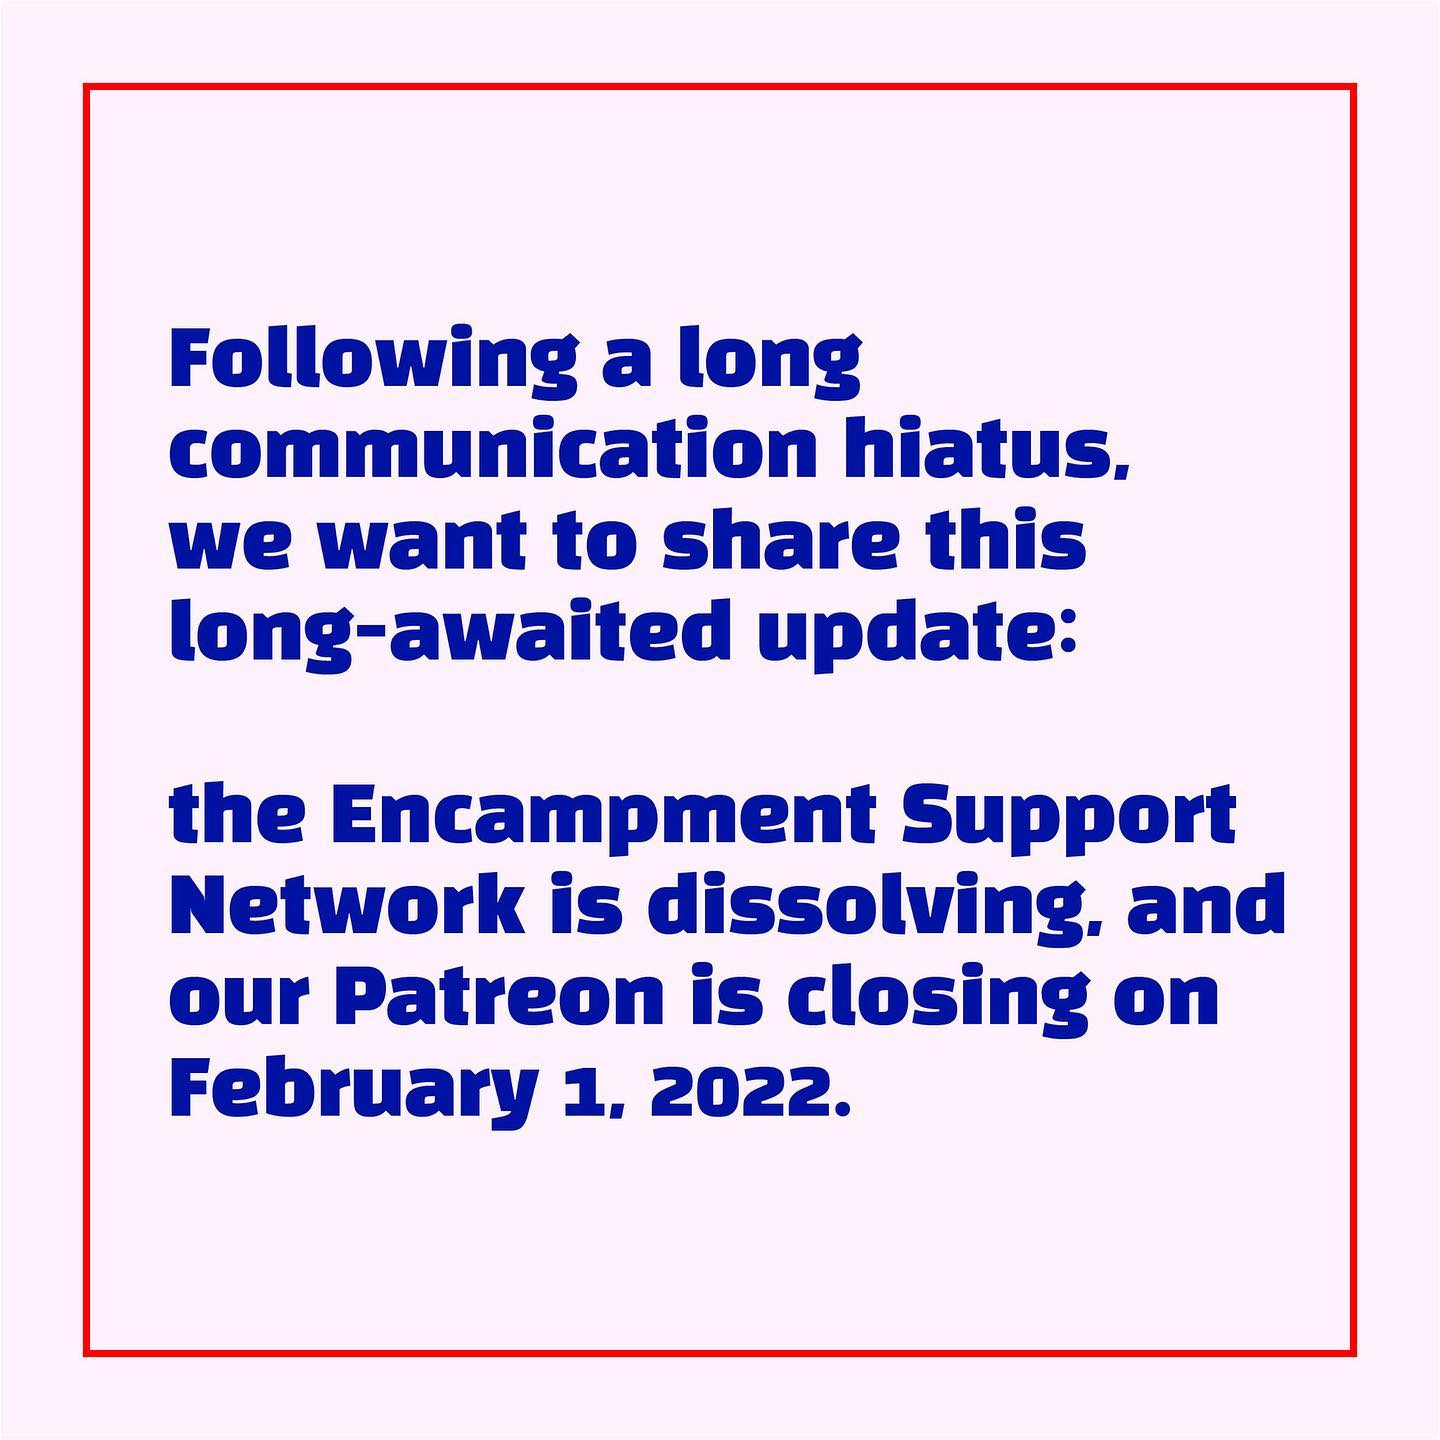 Following a long
communication hiatus,
we want to share this
long-awaited update:
the Encampment Support
Network is dissolving, and
our Patreon is closing on
February 1, 2022.